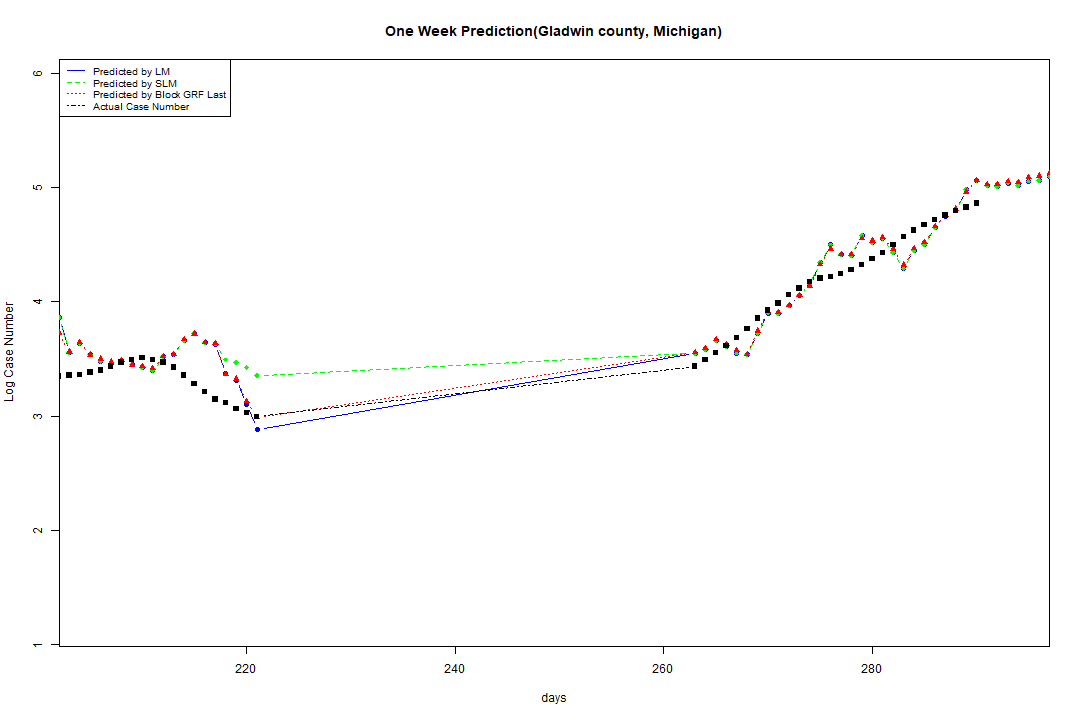 One Week Prediction(Gladwin county, Michigan)
Predicted by LM
Predicted by SLM
Predicted by Block GRF Last
Actual Case Number
6
5
4
3
2
1
Log Case Number
220 240 260 280
days